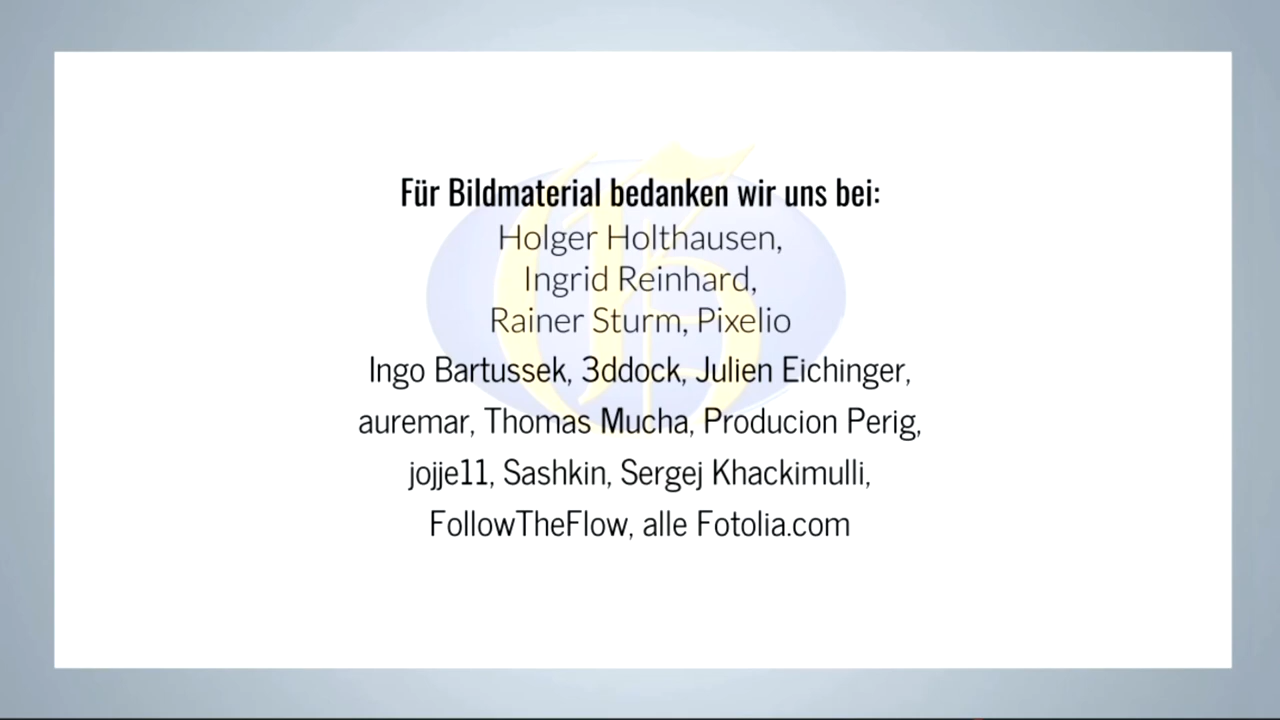 Für Bildmaterial bedanken wir uns bei:
Holger Holthausen,
Ingrid Reinhard,
Rainer Sturm, Pixelio
Ingo Bartussek, 3ddock, Julien Eichinger,
auremar, Thomas Mucha, Producion Perig,
jojje11, Sashkin, Sergej Khackimulli,
FollowTheFlow, alle Fotolia.com